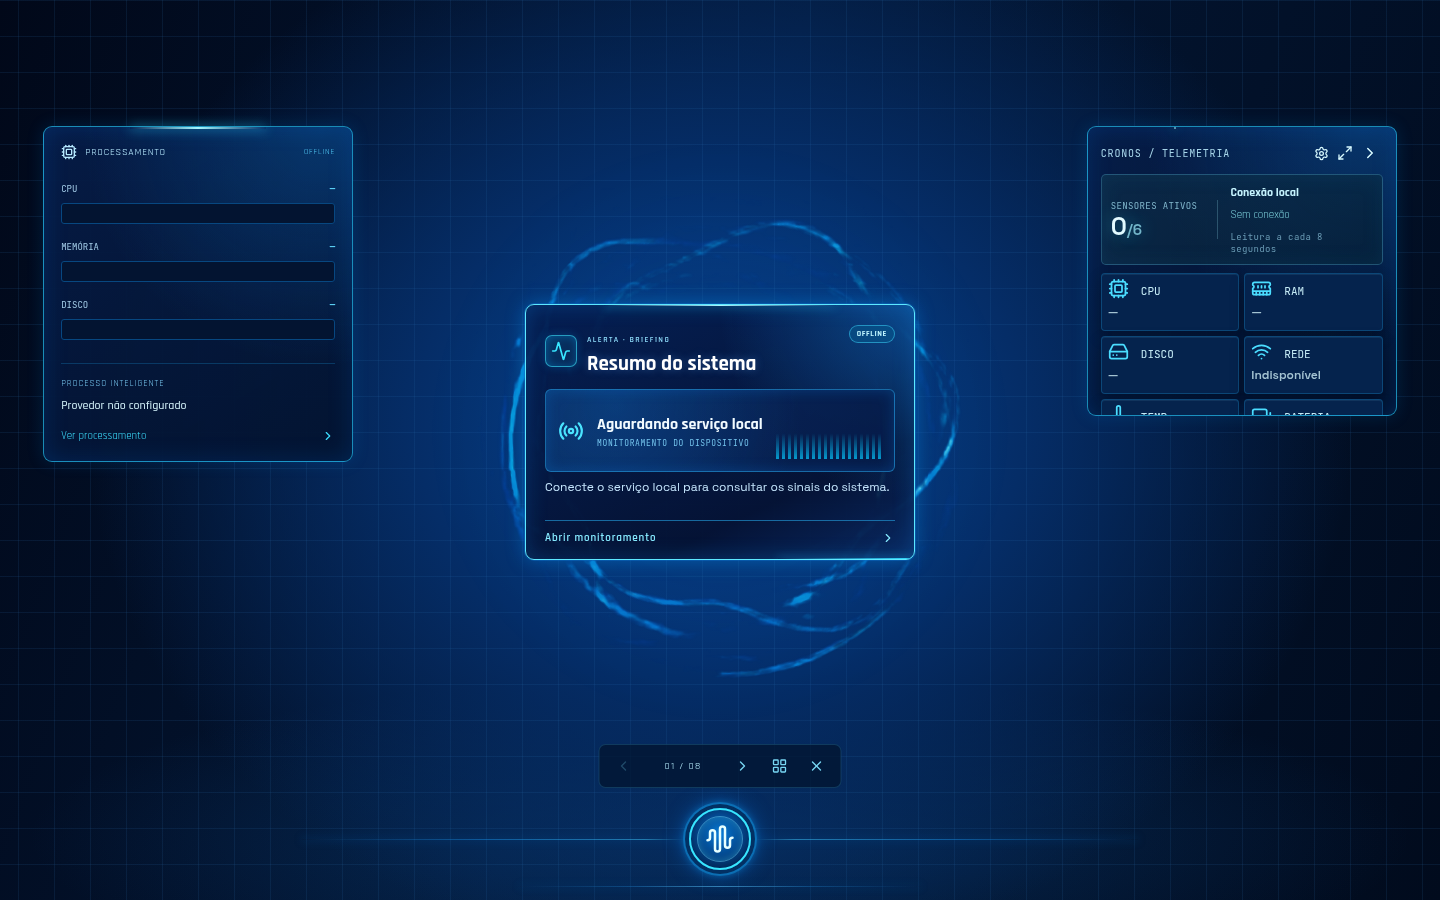 PROCESSAMENTO
OFFLINE
CPU
—
MEMÓRIA
—
DISCO
—
PROCESSO INTELIGENTE
Provedor não configurado
Ver processamento
ALERTA · BRIEFING
OFFLINE
Resumo do sistema
Aguardando serviço local
MONITORAMENTO DO DISPOSITIVO
Conecte o serviço local para consultar os sinais do sistema.
Abrir monitoramento
CRONOS / TELEMETRIA
SENSORES ATIVOS
0/6
Conexão local
Sem conexão
Leitura a cada 8
segundos
CPU
—
RAM
—
DISCO
—
REDE
Indisponível
TEMP
BATERIA
01 / 08